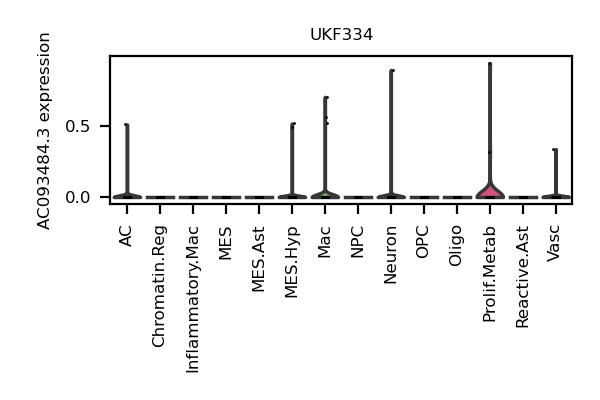 UKF334
AC093484.3 expression
0.5
0.0
AC
Chromatin.Reg
Inflammatory.Mac
MES
MES.Ast
MES.Hyp
Mac
NPC
Neuron
OPC
Oligo
Prolif.Metab
Reactive.Ast
Vasc